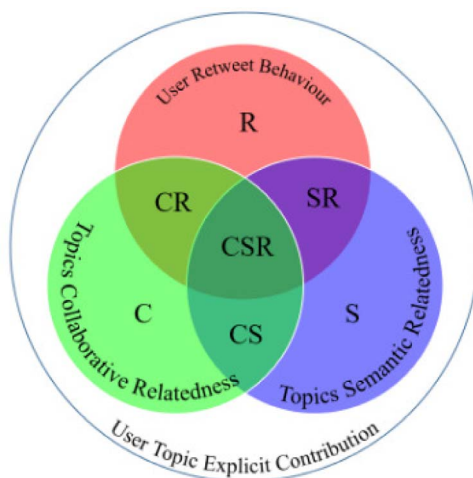 User Retweet Behaviour
R
CR
SR
CSR
C
CS
S
Topics Collaborative Relatedness
Topics Semantic Relatedness
User Topic Explicit Contribution